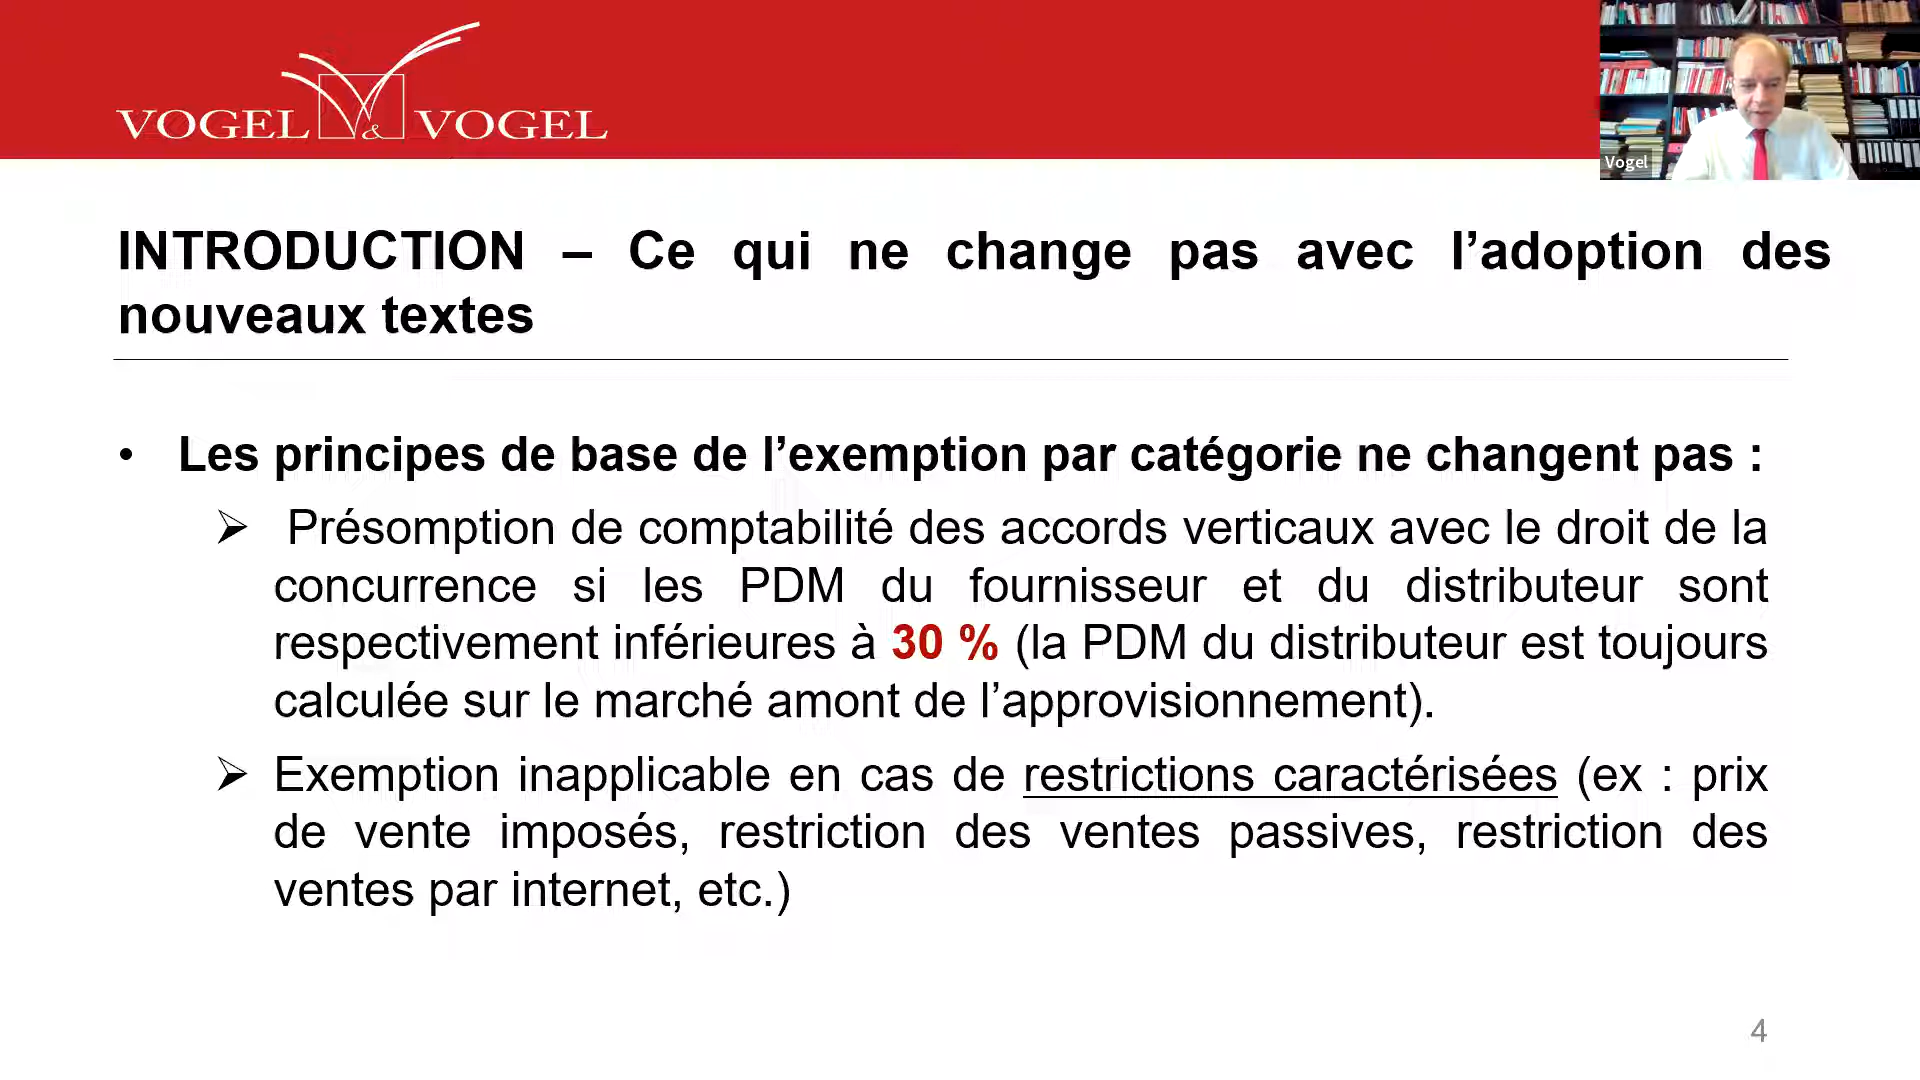 VOGEL & VOGEL
Vogel
INTRODUCTION – Ce qui ne change pas avec l’adoption des
nouveaux textes
• Les principes de base de l’exemption par catégorie ne changent pas :
➢ Présomption de comptabilité des accords verticaux avec le droit de la
concurrence si les PDM du fournisseur et du distributeur sont
respectivement inférieures à 30 % (la PDM du distributeur est toujours
calculée sur le marché amont de l’approvisionnement).
➢ Exemption inapplicable en cas de restrictions caractérisées (ex : prix
de vente imposés, restriction des ventes passives, restriction des
ventes par internet, etc.)
4